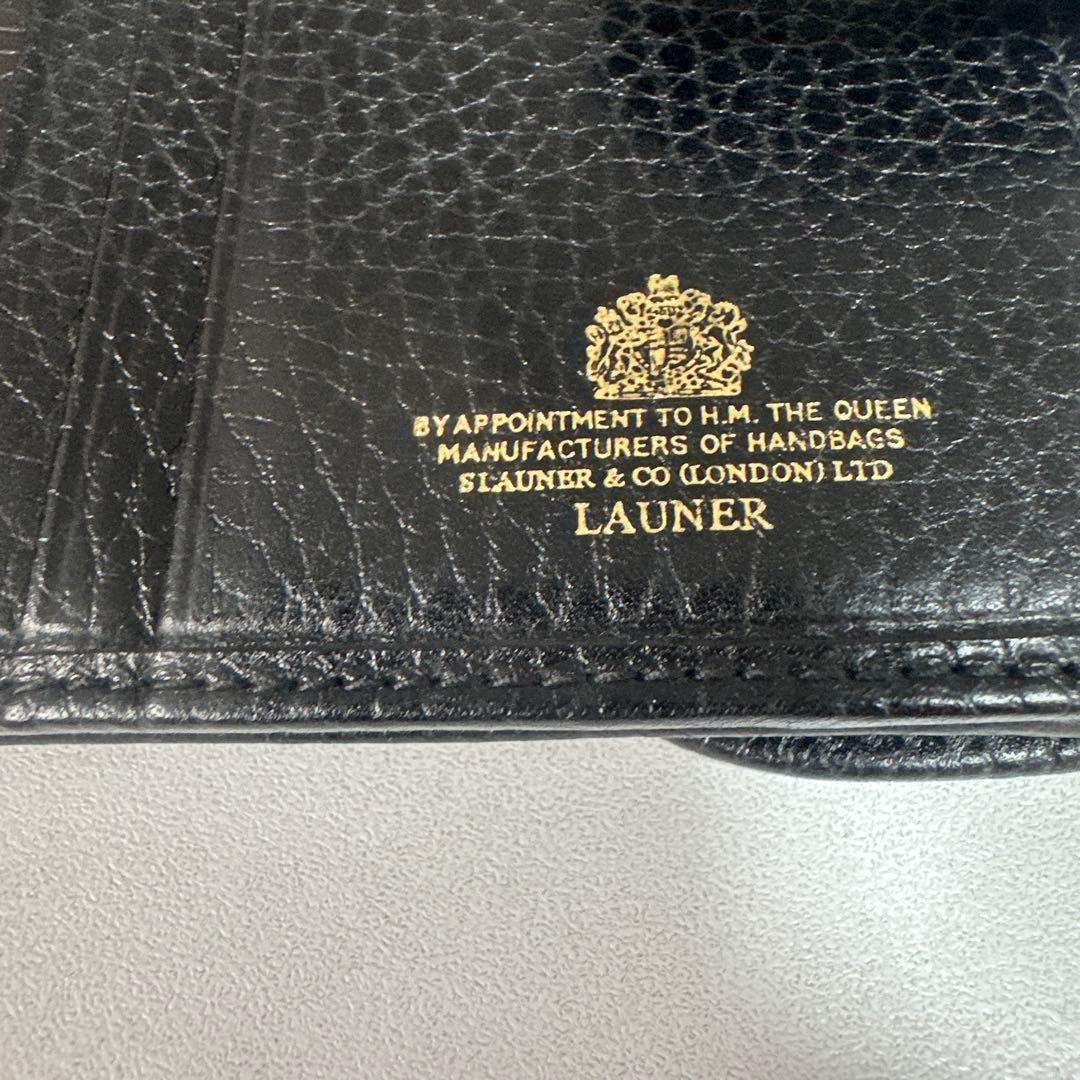 BY APPOINTMENT TO H.M. THE QUEEN
MANUFACTURERS OF HANDBAGS
S LAUNER & CO (LONDON) LTD
LAUNER